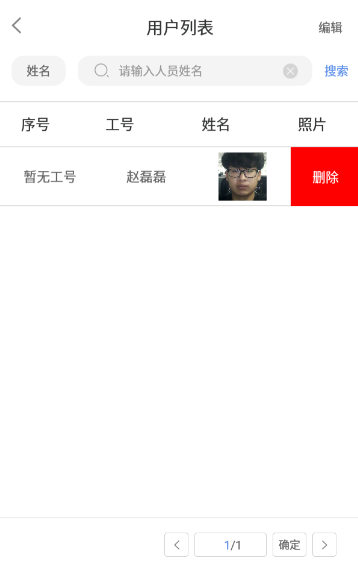 用户列表 编辑
姓名 请输入人员姓名 搜索
序号 工号 姓名 照片
暂无工号 赵磊磊 删除
1/1 确定